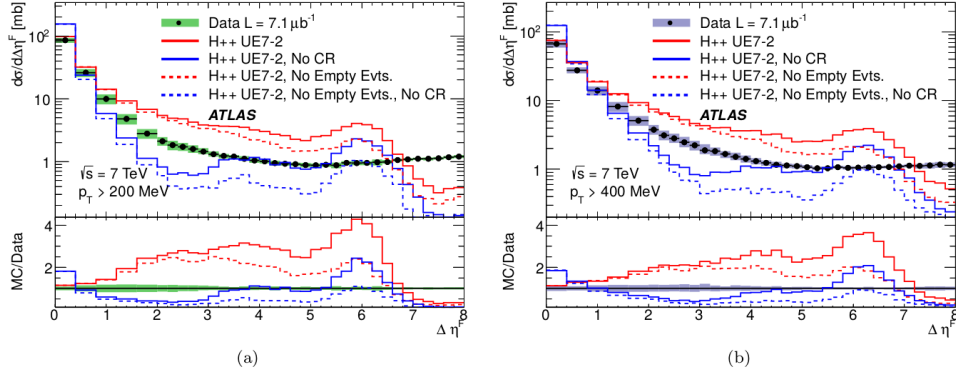 dσ/dΔη^F [mb]
10²
10
1
Data L = 7.1 μb⁻¹
H++ UE7-2
H++ UE7-2, No CR
H++ UE7-2, No Empty Evts.
H++ UE7-2, No Empty Evts., No CR
ATLAS
√s = 7 TeV
p_T > 200 MeV
MC/Data
4
2
0 1 2 3 4 5 6 7 8
Δ η^F
(a)
dσ/dΔη^F [mb]
10²
10
1
Data L = 7.1 μb⁻¹
H++ UE7-2
H++ UE7-2, No CR
H++ UE7-2, No Empty Evts.
H++ UE7-2, No Empty Evts., No CR
ATLAS
√s = 7 TeV
p_T > 400 MeV
MC/Data
4
2
0 1 2 3 4 5 6 7 8
Δ η^F
(b)